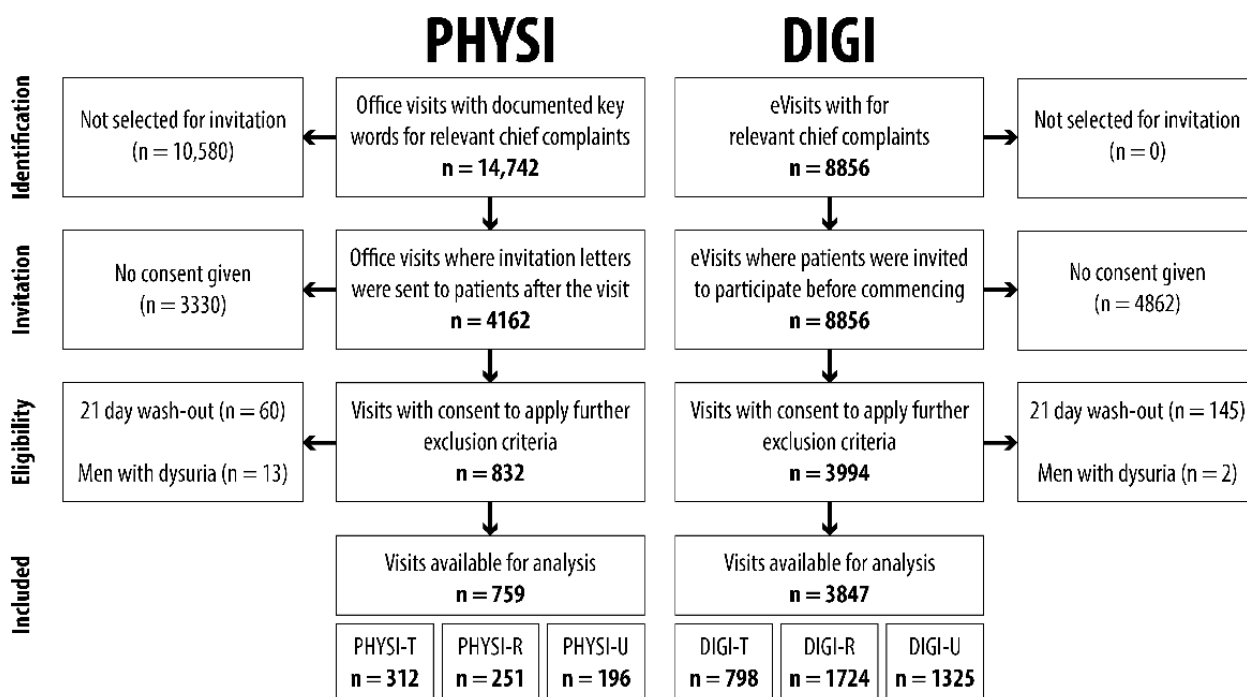 PHYSI
DIGI
Identification
Not selected for invitation
(n = 10,580)
Office visits with documented key
words for relevant chief complaints
n = 14,742
eVisits with for
relevant chief complaints
n = 8856
Not selected for invitation
(n = 0)
Invitation
No consent given
(n = 3330)
Office visits where invitation letters
were sent to patients after the visit
n = 4162
eVisits where patients were invited
to participate before commencing
n = 8856
No consent given
(n = 4862)
Eligibility
21 day wash-out (n = 60)
Men with dysuria (n = 13)
Visits with consent to apply further
exclusion criteria
n = 832
Visits with consent to apply further
exclusion criteria
n = 3994
21 day wash-out (n = 145)
Men with dysuria (n = 2)
Included
Visits available for analysis
n = 759
Visits available for analysis
n = 3847
PHYSI-T
n = 312
PHYSI-R
n = 251
PHYSI-U
n = 196
DIGI-T
n = 798
DIGI-R
n = 1724
DIGI-U
n = 1325